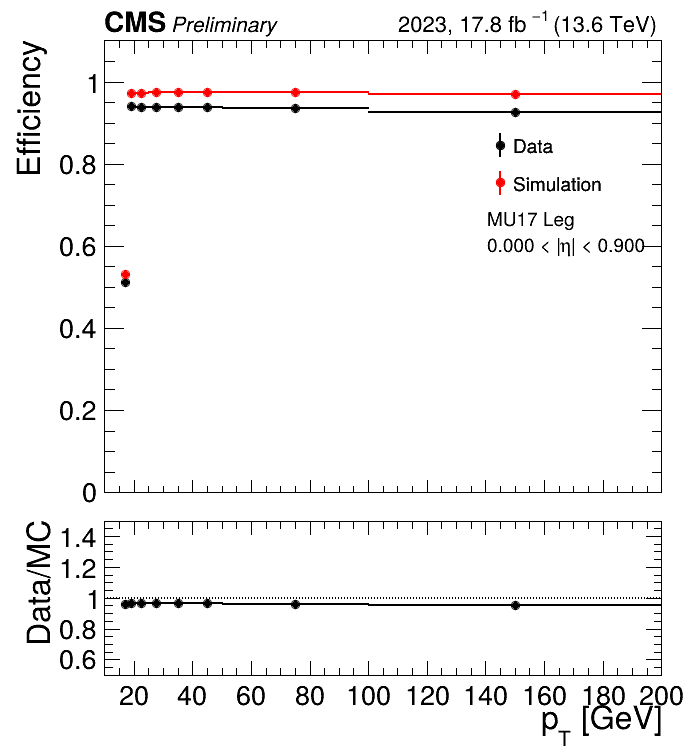 CMS Preliminary 2023, 17.8 fb⁻¹ (13.6 TeV)
Efficiency
1
0.8
0.6
0.4
0.2
0
Data
Simulation
MU17 Leg
0.000 < |η| < 0.900
Data/MC
1.4
1.2
1
0.8
0.6
20 40 60 80 100 120 140 160 180 200
p_T [GeV]